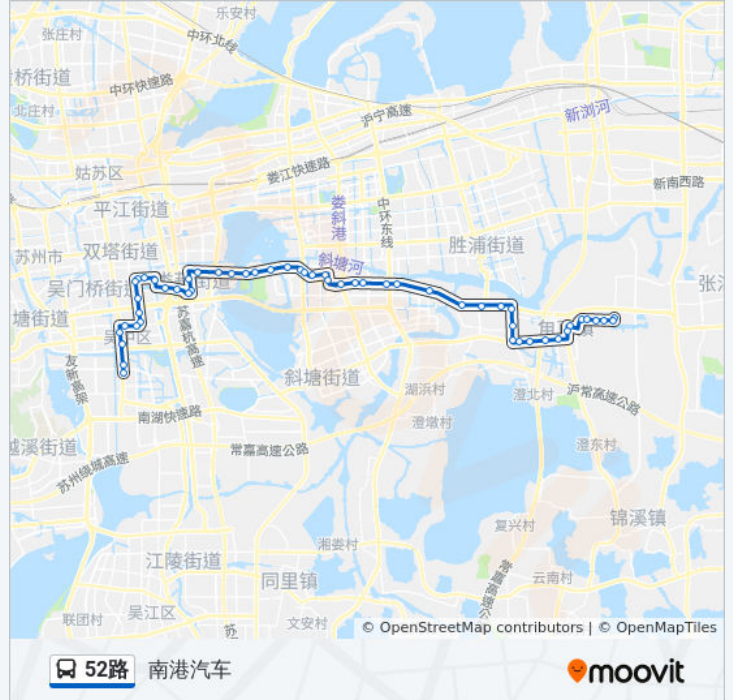 乐安村
张庄村
中环北线
桥街道
中环快速路
北庄村
沪宁高速
新浏河
姑苏区
娄江快速路
新南西路
平江街道
娄斜港
中环东线
双塔街道
胜浦街道
苏州市
斜塘河
吴门桥街道
张
塘街道
苏嘉杭高速
吴中区
友新高架
斜塘街道
湖浜村
澄北村
沪常高速公路
南湖快速路
澄墩村
越溪街道
常嘉高速公路
澄东村
苏州绕越高速
锦溪镇
复兴村
湘娄村
江陵街道
常嘉高速公
同里镇
云南村
联团村
吴江区
文安村
苏
© OpenStreetMap contributors | © OpenMapTiles
52路 南港汽车
moovit